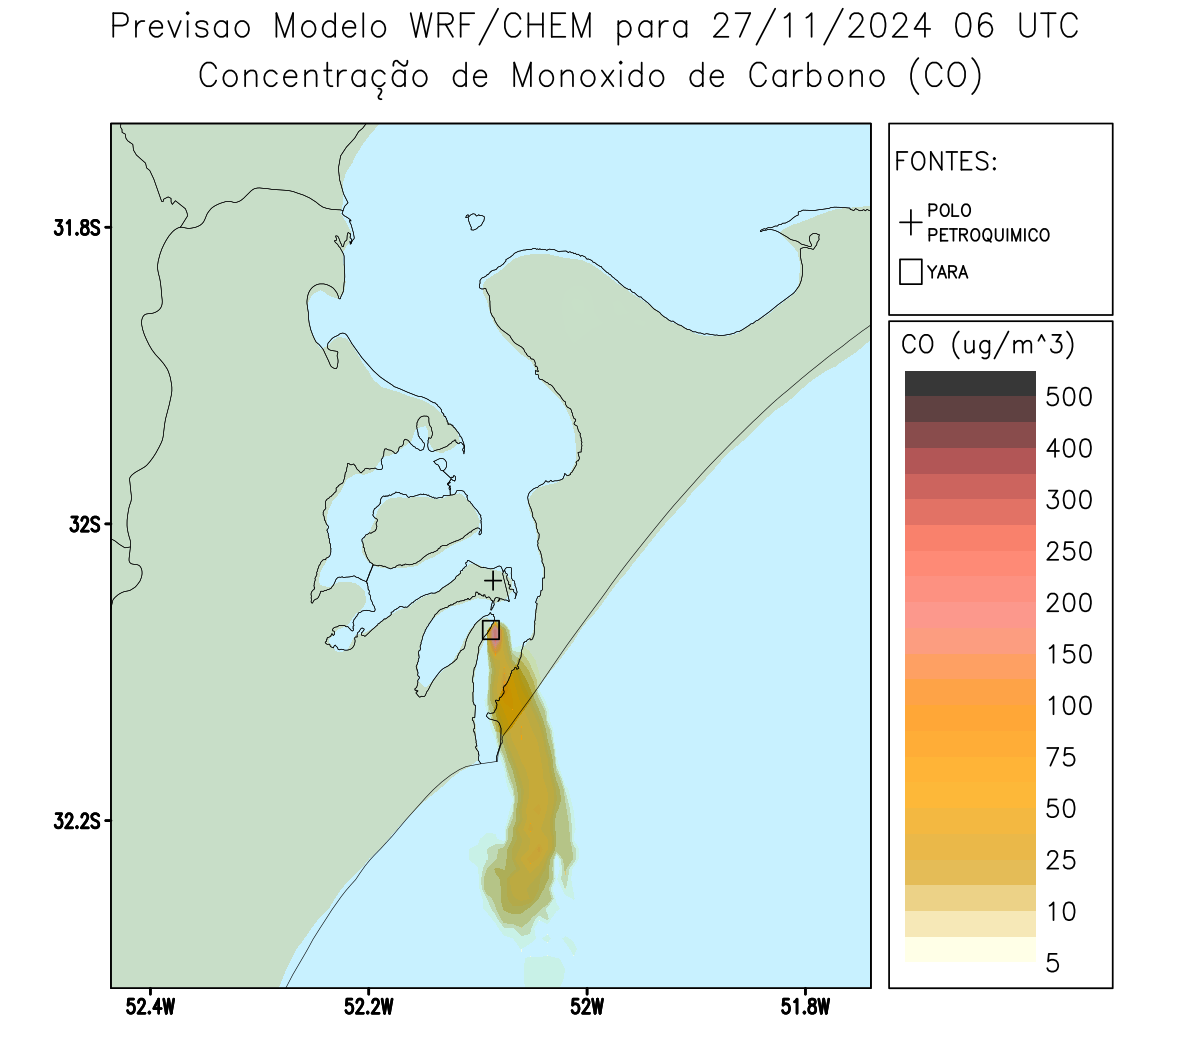 Previsao Modelo WRF/CHEM para 27/11/2024 06 UTC
Concentração de Monoxido de Carbono (CO)
FONTES:
POLO
PETROQUIMICO
YARA
CO (ug/m^3)
500
400
300
250
200
150
100
75
50
25
10
5
31.8S
32S
32.2S
52.4W
52.2W
52W
51.8W